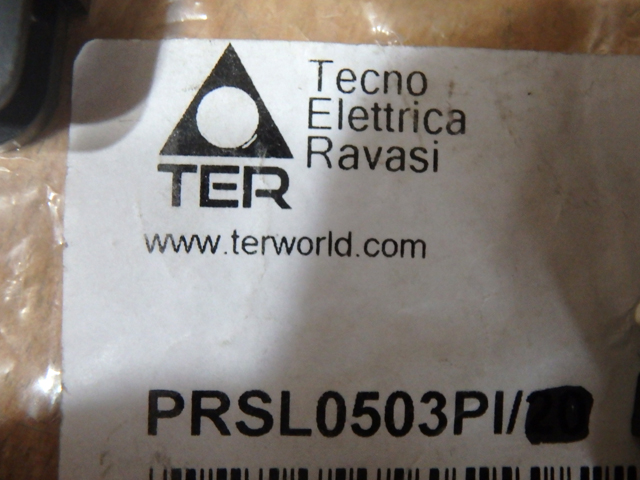 Tecno
Elettrica
Ravasi
TER
www.terworld.com
PRSL0503PI/